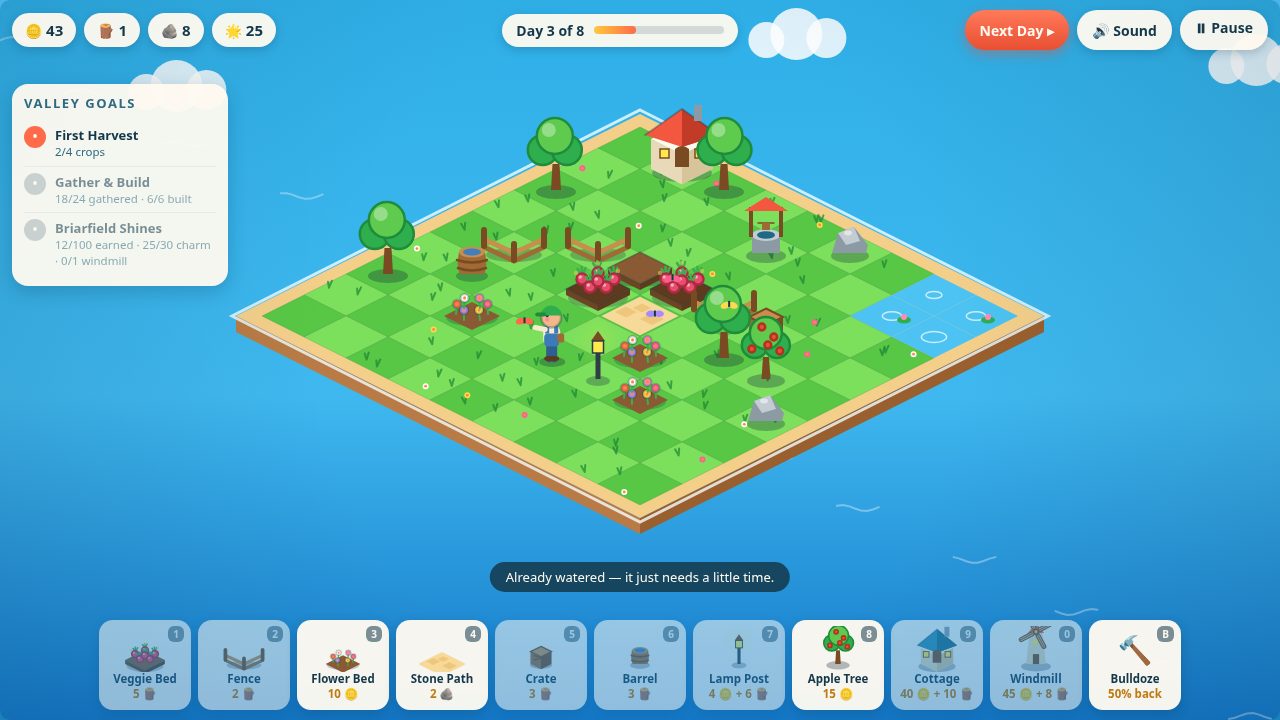 43
1
8
25
Day 3 of 8
Next Day ▸
Sound
Pause
VALLEY GOALS
First Harvest
2/4 crops
Gather & Build
18/24 gathered · 6/6 built
Briarfield Shines
12/100 earned · 25/30 charm
· 0/1 windmill
Already watered — it just needs a little time.
1
Veggie Bed
5
2
Fence
2
3
Flower Bed
10
4
Stone Path
2
5
Crate
3
6
Barrel
3
7
Lamp Post
4 + 6
8
Apple Tree
15
9
Cottage
40 + 10
0
Windmill
45 + 8
B
Bulldoze
50% back